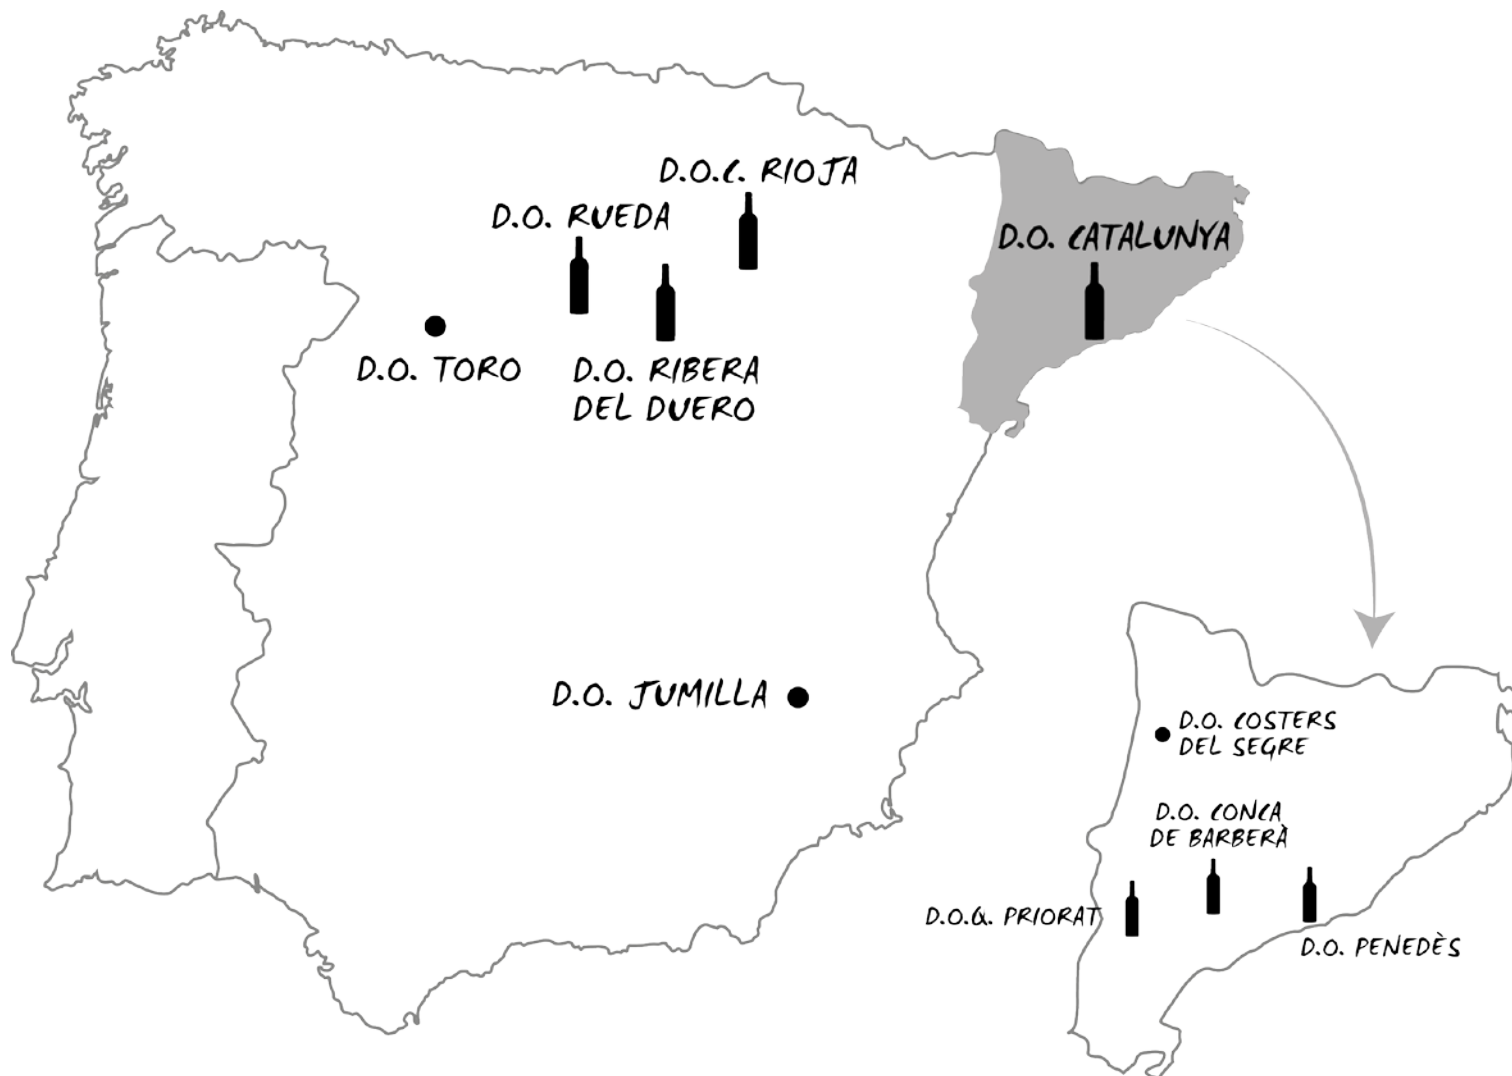 D.O.C. RIOJA
D.O. RUEDA
D.O. CATALUNYA
D.O. TORO
D.O. RIBERA
DEL DUERO
D.O. JUMILLA
D.O. COSTERS
DEL SEGRE
D.O. CONCA
DE BARBERÀ
D.O.Q. PRIORAT
D.O. PENEDÈS